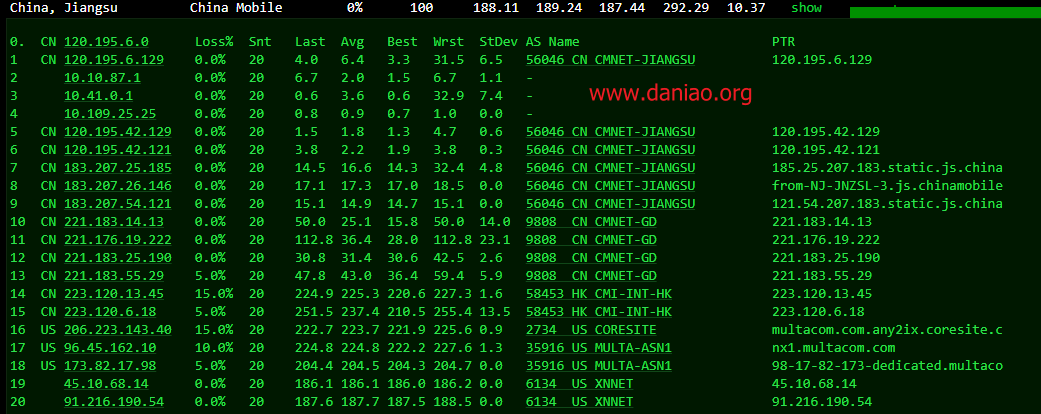 China, Jiangsu China Mobile 0% 100 188.11 189.24 187.44 292.29 10.37 show
0. CN 120.195.6.0 Loss% Snt Last Avg Best Wrst StDev AS Name PTR
1 CN 120.195.6.129 0.0% 20 4.0 6.4 3.3 31.5 6.5 56046 CN CMNET-JIANGSU 120.195.6.129
2 10.10.87.1 0.0% 20 6.7 2.0 1.5 6.7 1.1 -
3 10.41.0.1 0.0% 20 0.6 3.6 0.6 32.9 7.4 -
www.daniao.org
4 10.109.25.25 0.0% 20 0.8 0.9 0.7 1.0 0.0 -
5 CN 120.195.42.129 0.0% 20 1.5 1.8 1.3 4.7 0.6 56046 CN CMNET-JIANGSU 120.195.42.129
6 CN 120.195.42.121 0.0% 20 3.8 2.2 1.9 3.8 0.3 56046 CN CMNET-JIANGSU 120.195.42.121
7 CN 183.207.25.185 0.0% 20 14.5 16.6 14.3 32.4 4.8 56046 CN CMNET-JIANGSU 185.25.207.183.static.js.china
8 CN 183.207.26.146 0.0% 20 17.1 17.3 17.0 18.5 0.0 56046 CN CMNET-JIANGSU from-NJ-JNZSL-3.js.chinamobile
9 CN 183.207.54.121 0.0% 20 15.1 14.9 14.7 15.1 0.0 56046 CN CMNET-JIANGSU 121.54.207.183.static.js.china
10 CN 221.183.14.13 0.0% 20 50.0 25.1 15.8 50.0 14.0 9808 CN CMNET-GD 221.183.14.13
11 CN 221.176.19.222 0.0% 20 112.8 36.4 28.0 112.8 23.1 9808 CN CMNET-GD 221.176.19.222
12 CN 221.183.25.190 0.0% 20 30.8 31.4 30.6 42.5 2.6 9808 CN CMNET-GD 221.183.25.190
13 CN 221.183.55.29 5.0% 20 47.8 43.0 36.4 59.4 5.9 9808 CN CMNET-GD 221.183.55.29
14 CN 223.120.13.45 15.0% 20 224.9 225.3 220.6 227.3 1.6 58453 HK CMI-INT-HK 223.120.13.45
15 CN 223.120.6.18 5.0% 20 251.5 237.4 210.5 255.4 13.5 58453 HK CMI-INT-HK 223.120.6.18
16 US 206.223.143.40 15.0% 20 222.7 223.7 221.9 225.6 0.9 2734 US CORESITE multacom.com.any2ix.coresite.c
17 US 96.45.162.10 10.0% 20 224.8 224.8 222.2 227.6 1.3 35916 US MULTA-ASN1 nx1.multacom.com
18 US 173.82.17.98 5.0% 20 204.4 204.5 204.3 204.7 0.0 35916 US MULTA-ASN1 98-17-82-173-dedicated.multaco
19 45.10.68.14 0.0% 20 186.1 186.1 186.0 186.2 0.0 6134 US XNNET 45.10.68.14
20 91.216.190.54 0.0% 20 187.6 187.7 187.5 188.5 0.0 6134 US XNNET 91.216.190.54